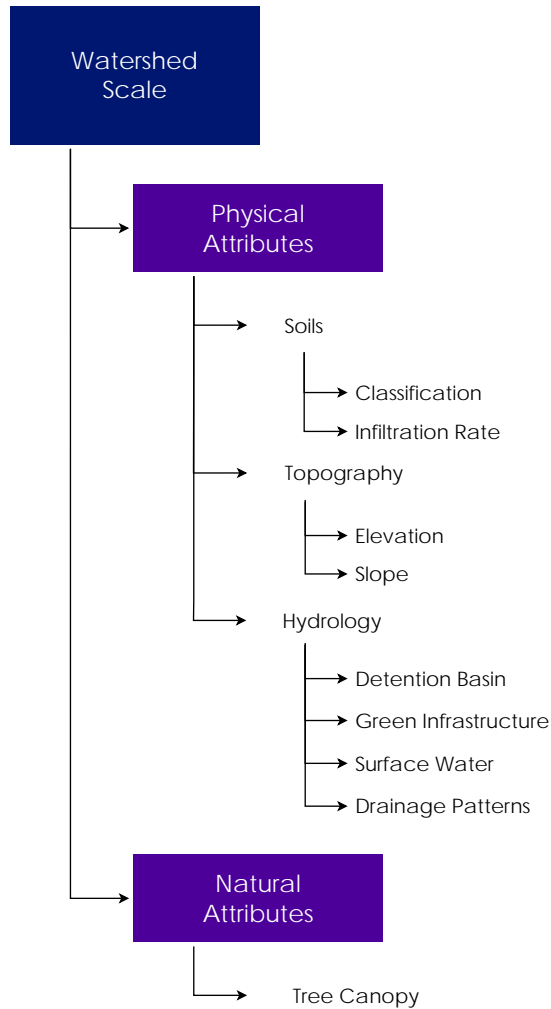 Watershed
Scale
Physical
Attributes
Soils
Classification
Infiltration Rate
Topography
Elevation
Slope
Hydrology
Detention Basin
Green Infrastructure
Surface Water
Drainage Patterns
Natural
Attributes
Tree Canopy